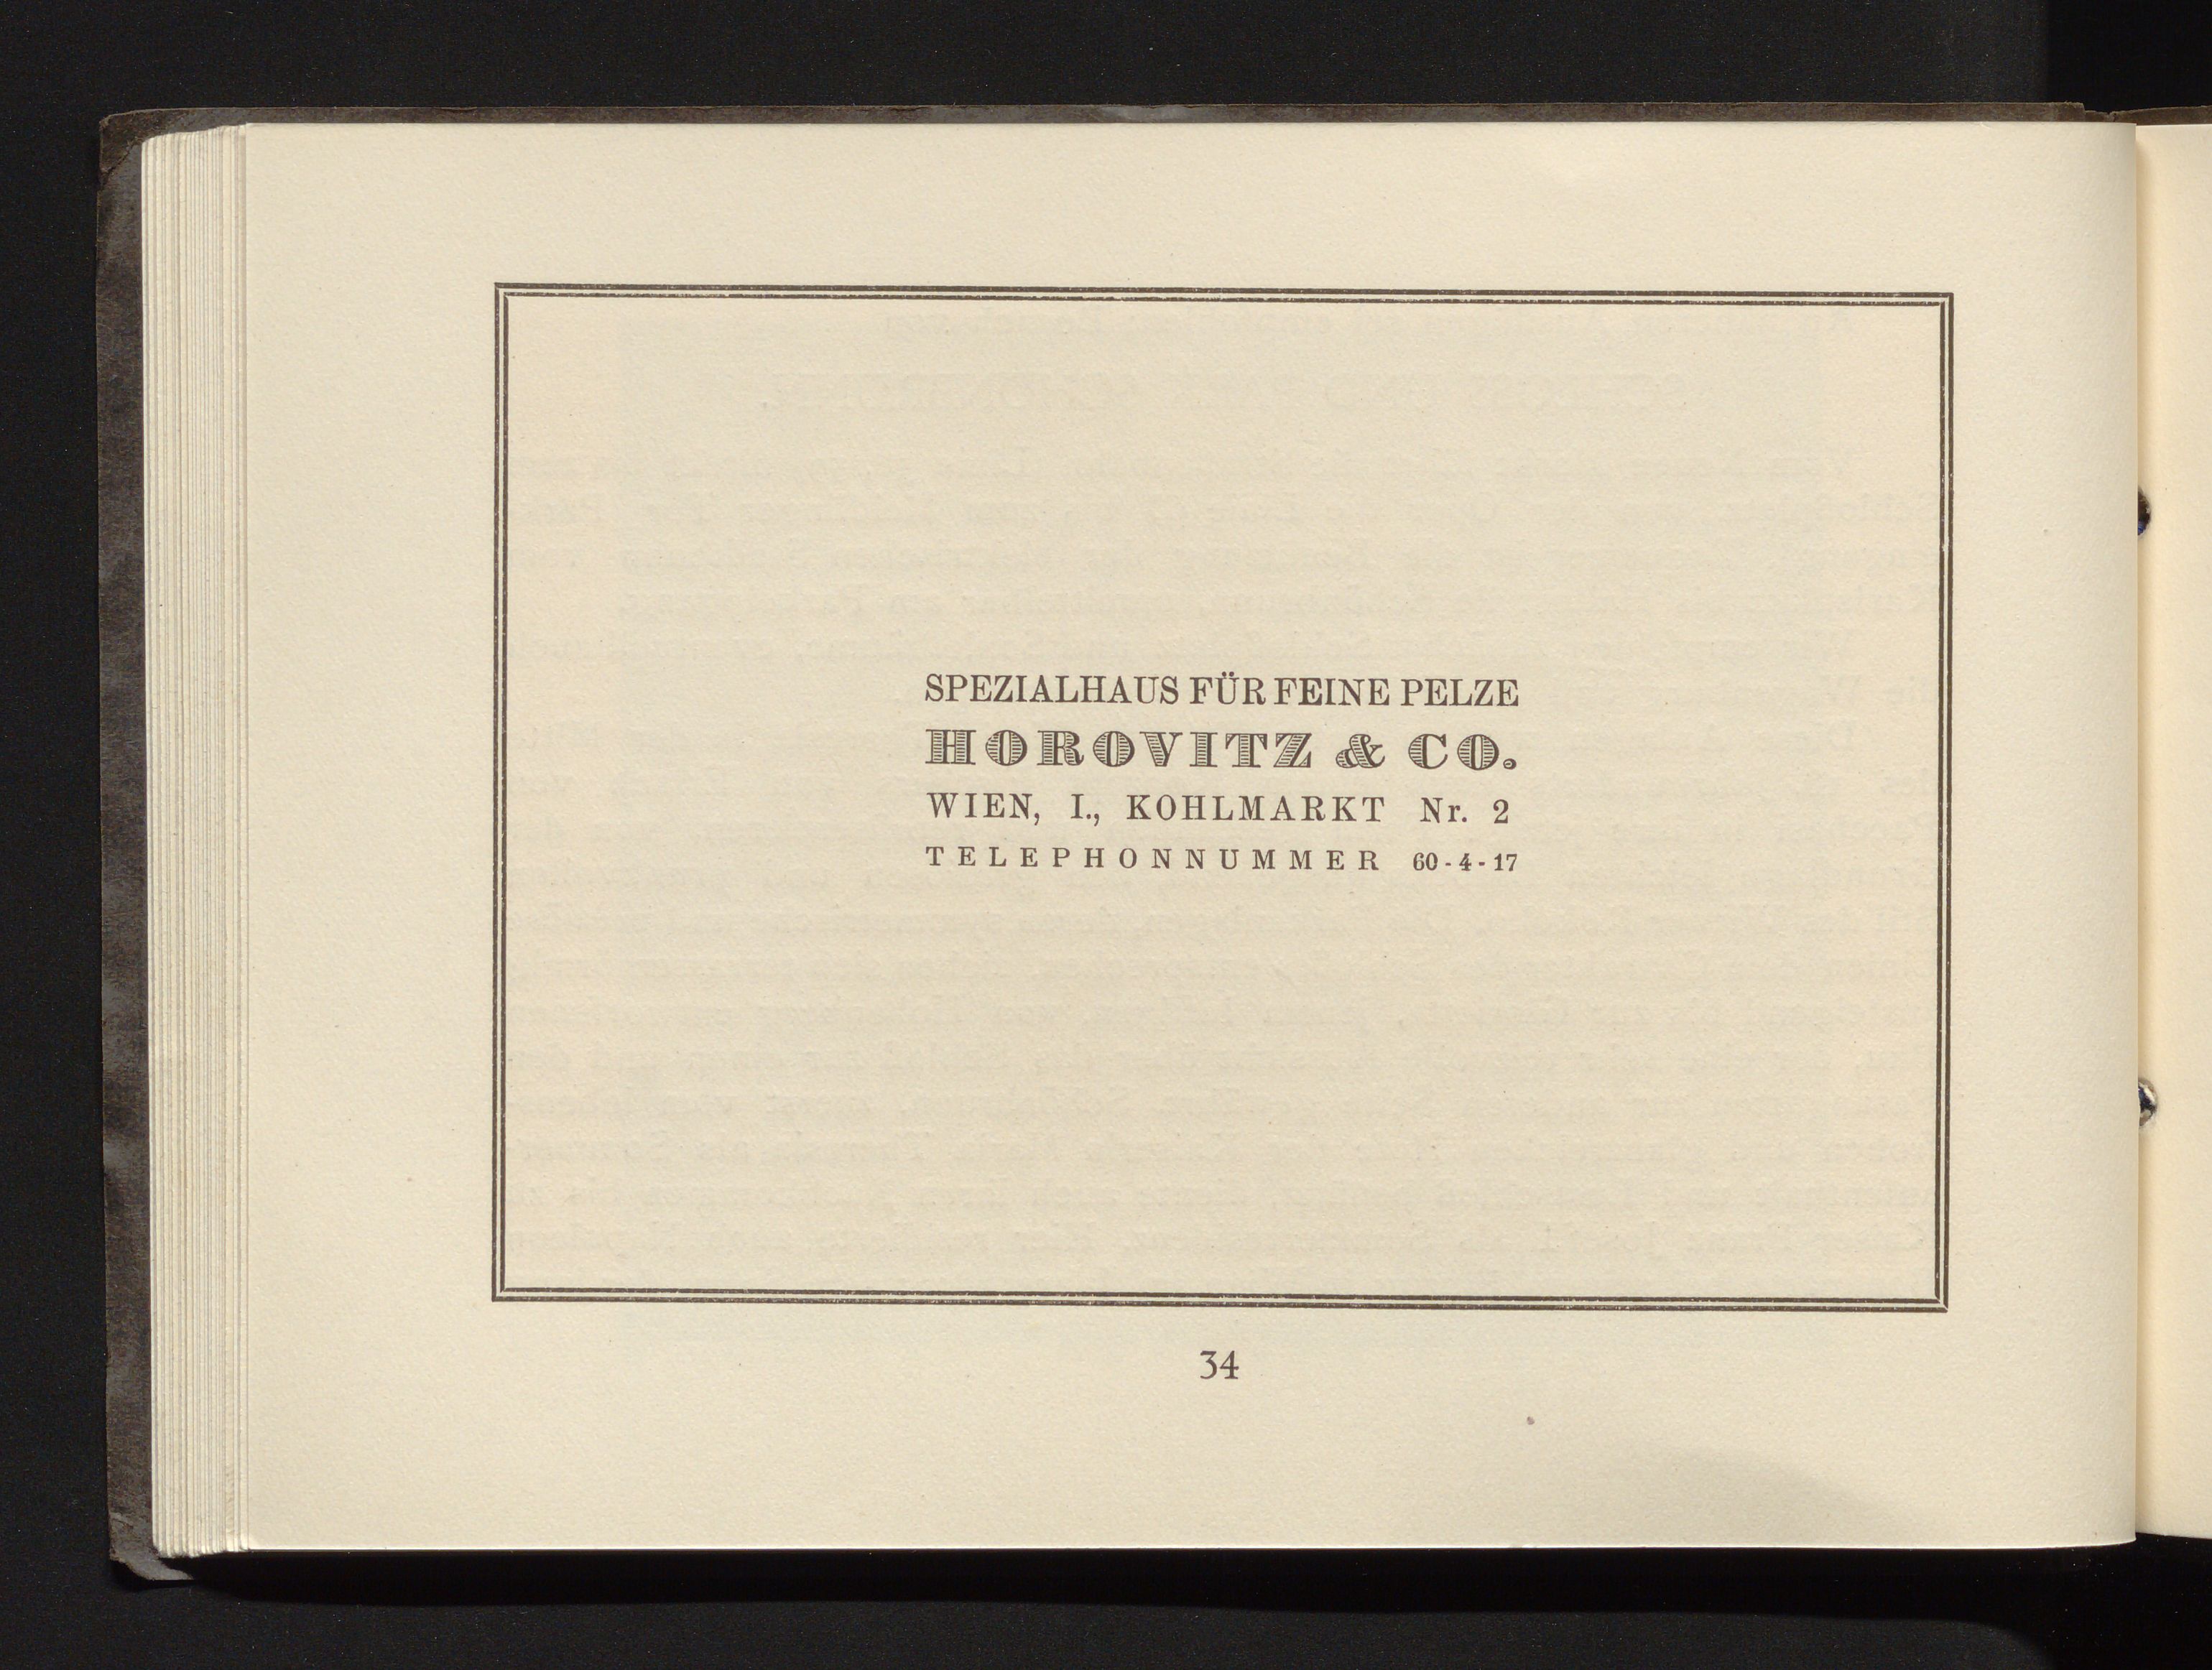 SPEZIALHAUS FÜR FEINE PELZE
HOROVITZ & CO.
WIEN, I., KOHLMARKT Nr. 2
TELEPHONNUMMER 60-4-17
34